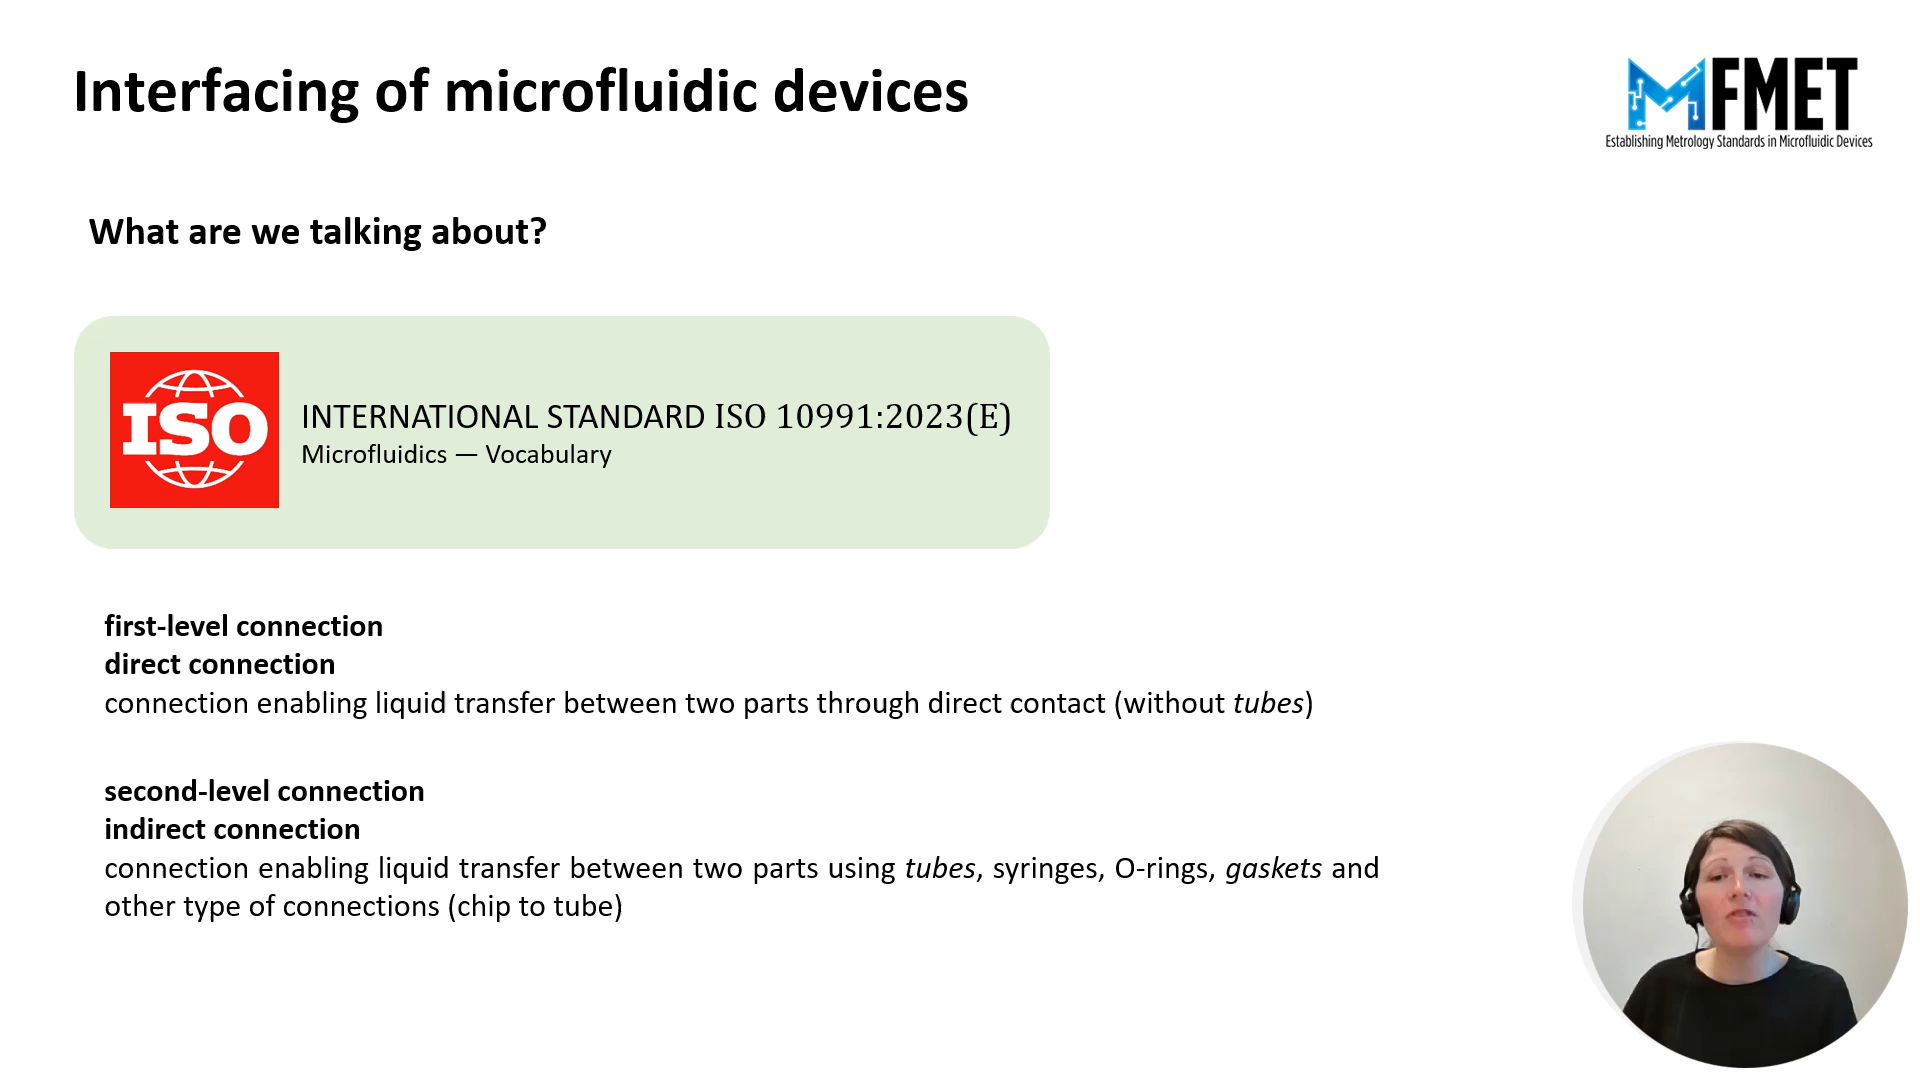 Interfacing of microfluidic devices
MFMET
Establishing Metrology Standards in Microfluidic Devices
What are we talking about?
ISO
INTERNATIONAL STANDARD ISO 10991:2023(E)
Microfluidics — Vocabulary
first-level connection
direct connection
connection enabling liquid transfer between two parts through direct contact (without tubes)
second-level connection
indirect connection
connection enabling liquid transfer between two parts using tubes, syringes, O-rings, gaskets and
other type of connections (chip to tube)